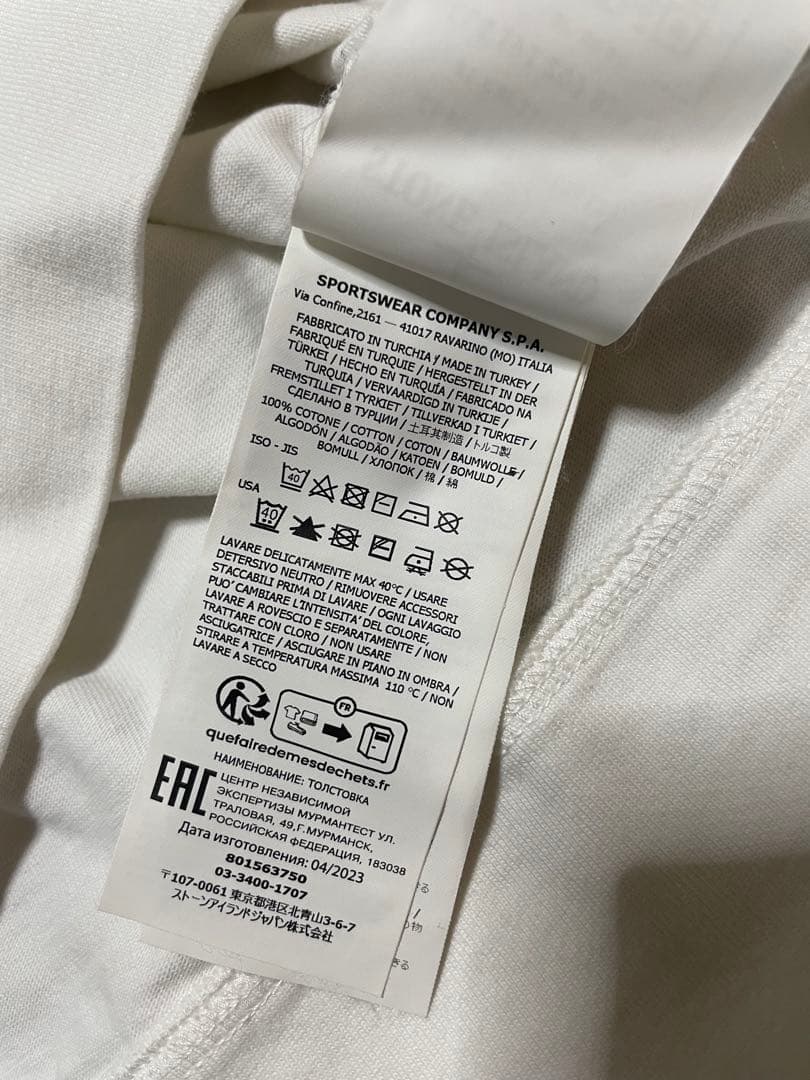 SPORTSWEAR COMPANY S.P.A.
Via Confine,2161 — 41017 RAVARINO (MO) ITALIA
FABBRICATO IN TURCHIA / MADE IN TURKEY /
FABRIQUÉ EN TURQUIE / HERGESTELLT IN DER
TÜRKEI / HECHO EN TURQUÍA / FABRICADO NA
TURQUIA / VERVAARDIGD IN TURKIJE /
FREMSTILLET I TYRKIET / TILLVERKAD I TURKIET /
СДЕЛАНО В ТУРЦИИ / 土耳其制造 / トルコ製
100% COTONE / COTTON / COTON / BAUMWOLLE /
ALGODÓN / ALGODÃO / KATOEN / BOMULD /
BOMULL / ХЛОПОК / 棉 / 綿
ISO - JIS
40
USA
40
LAVARE DELICATAMENTE MAX 40°C / USARE
DETERSIVO NEUTRO / RIMUOVERE ACCESSORI
STACCABILI PRIMA DI LAVARE / OGNI LAVAGGIO
PUO' CAMBIARE L'INTENSITA' DEL COLORE,
LAVARE A ROVESCIO E SEPARATAMENTE / NON
TRATTARE CON CLORO / NON USARE
ASCIUGATRICE / ASCIUGARE IN PIANO IN OMBRA /
STIRARE A TEMPERATURA MASSIMA 110 °C / NON
LAVARE A SECCO
FR
quefairedemesdechets.fr
EAC
НАИМЕНОВАНИЕ: ТОЛСТОВКА
ЦЕНТР НЕЗАВИСИМОЙ
ЭКСПЕРТИЗЫ МУРМАНТЕСТ УЛ.
ТРАЛОВАЯ, 49,Г.МУРМАНСК,
РОССИЙСКАЯ ФЕДЕРАЦИЯ, 183038
Дата изготовления: 04/2023
801563750
03-3400-1707
〒107-0061 東京都港区北青山3-6-7
ストーンアイランドジャパン株式会社
る
/
の物
きる